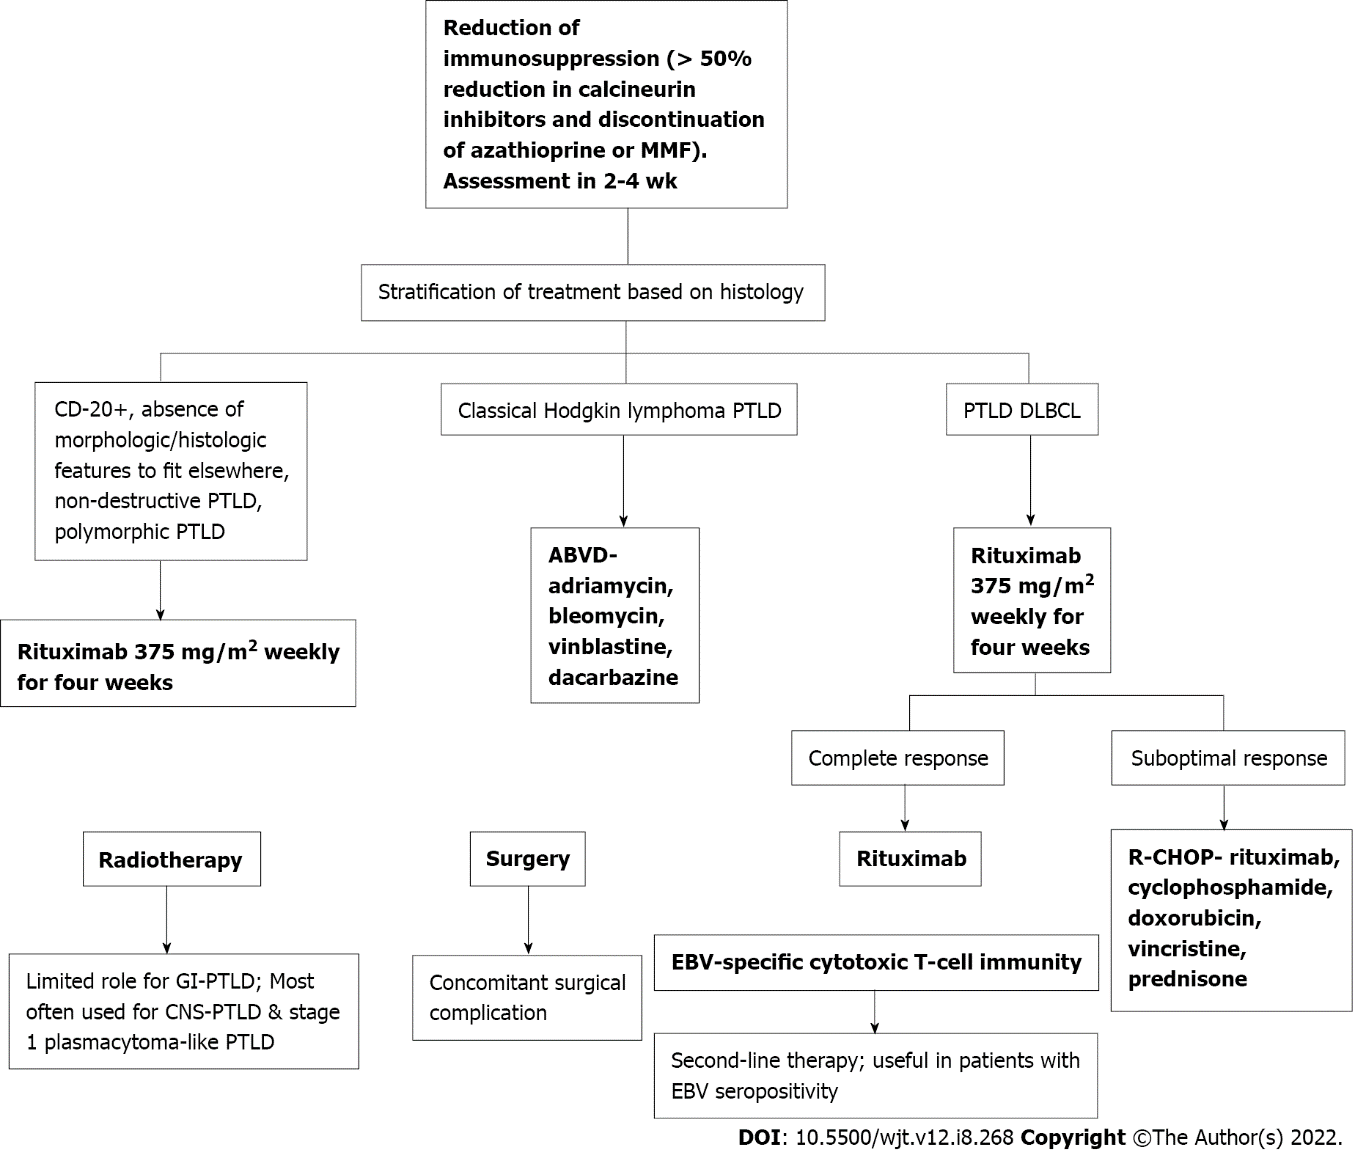 Reduction of
immunosuppression (> 50%
reduction in calcineurin
inhibitors and discontinuation
of azathioprine or MMF).
Assessment in 2-4 wk
Stratification of treatment based on histology
CD-20+, absence of
morphologic/histologic
features to fit elsewhere,
non-destructive PTLD,
polymorphic PTLD
Classical Hodgkin lymphoma PTLD
PTLD DLBCL
Rituximab 375 mg/m² weekly
for four weeks
ABVD-
adriamycin,
bleomycin,
vinblastine,
dacarbazine
Rituximab
375 mg/m²
weekly for
four weeks
Complete response
Suboptimal response
Radiotherapy
Surgery
Rituximab
R-CHOP- rituximab,
cyclophosphamide,
doxorubicin,
vincristine,
prednisone
Limited role for GI-PTLD; Most
often used for CNS-PTLD & stage
1 plasmacytoma-like PTLD
Concomitant surgical
complication
EBV-specific cytotoxic T-cell immunity
Second-line therapy; useful in patients with
EBV seropositivity
DOI: 10.5500/wjt.v12.i8.268 Copyright ©The Author(s) 2022.